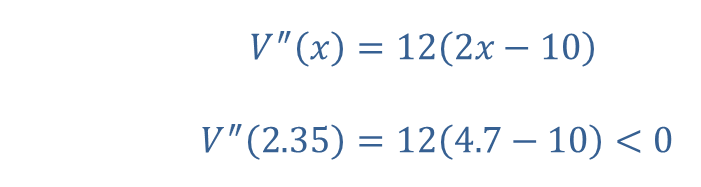 V″(x) = 12(2x − 10)
V″(2.35) = 12(4.7 − 10) < 0